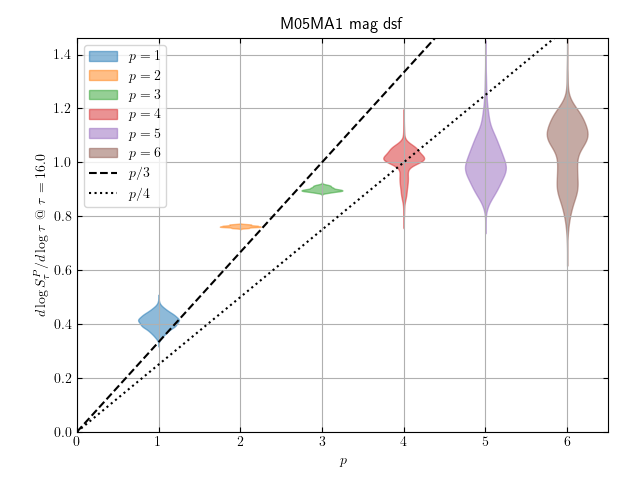 M05MA1 mag dsf
d log S_τ^P / d log τ @ τ = 16.0
1.4
1.2
1.0
0.8
0.6
0.4
0.2
0.0
p = 1
p = 2
p = 3
p = 4
p = 5
p = 6
p/3
p/4
0 1 2 3 4 5 6
p